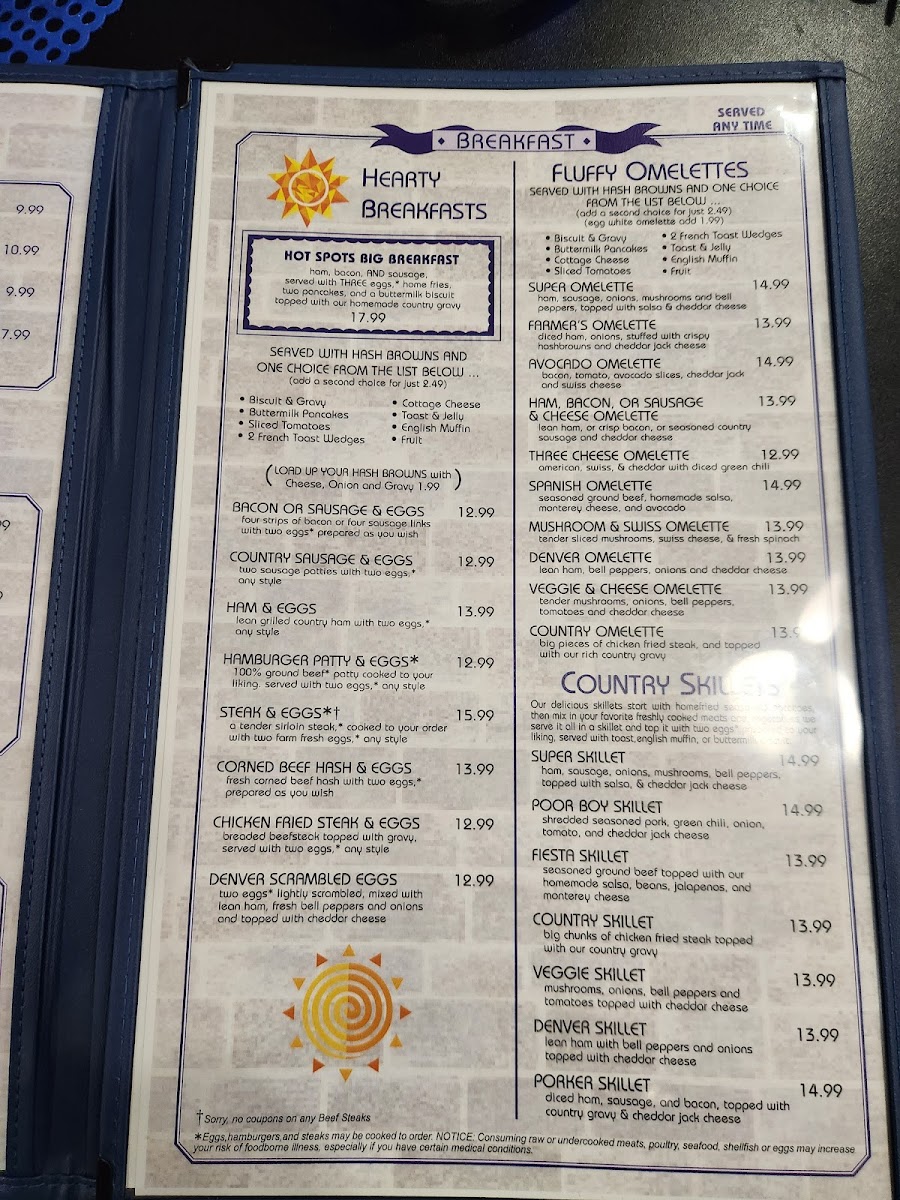 9.99
10.99
9.99
7.99
SERVED
ANY TIME
• BREAKFAST •
HEARTY
BREAKFASTS
HOT SPOTS BIG BREAKFAST
ham, bacon, AND sausage,
served with THREE eggs,* home fries,
two pancakes, and a buttermilk biscuit
topped with our homemade country gravy
17.99
SERVED WITH HASH BROWNS AND
ONE CHOICE FROM THE LIST BELOW ...
(add a second choice for just 2.49)
• Biscuit & Gravy
• Buttermilk Pancakes
• Sliced Tomatoes
• 2 French Toast Wedges
• Cottage Cheese
• Toast & Jelly
• English Muffin
• Fruit
(LOAD UP YOUR HASH BROWNS with
Cheese, Onion and Gravy 1.99)
BACON OR SAUSAGE & EGGS 12.99
four strips of bacon or four sausage links
with two eggs* prepared as you wish
COUNTRY SAUSAGE & EGGS 12.99
two sausage patties with two eggs,*
any style
HAM & EGGS 13.99
lean grilled country ham with two eggs,*
any style
HAMBURGER PATTY & EGGS* 12.99
100% ground beef* patty cooked to your
liking. served with two eggs,* any style
STEAK & EGGS*† 15.99
a tender sirloin steak,* cooked to your order
with two farm fresh eggs,* any style
CORNED BEEF HASH & EGGS 13.99
fresh corned beef hash with two eggs,*
prepared as you wish
CHICKEN FRIED STEAK & EGGS 12.99
breaded beefsteak topped with gravy,
served with two eggs,* any style
DENVER SCRAMBLED EGGS 12.99
two eggs* lightly scrambled, mixed with
lean ham, fresh bell peppers and onions
and topped with cheddar cheese
FLUFFY OMELETTES
SERVED WITH HASH BROWNS AND ONE CHOICE
FROM THE LIST BELOW ...
(add a second choice for just 2.49)
(egg white omelette add 1.99)
• Biscuit & Gravy
• Buttermilk Pancakes
• Cottage Cheese
• Sliced Tomatoes
• 2 French Toast Wedges
• Toast & Jelly
• English Muffin
• Fruit
SUPER OMELETTE 14.99
ham, sausage, onions, mushrooms and bell
peppers, topped with salsa & cheddar cheese
FARMER'S OMELETTE 13.99
diced ham, onions, stuffed with crispy
hashbrowns and cheddar jack cheese
AVOCADO OMELETTE 14.99
bacon, tomato, avocado slices, cheddar jack
and swiss cheese
HAM, BACON, OR SAUSAGE 13.99
& CHEESE OMELETTE
lean ham, or crisp bacon, or seasoned country
sausage and cheddar cheese
THREE CHEESE OMELETTE 12.99
american, swiss, & cheddar with diced green chili
SPANISH OMELETTE 14.99
seasoned ground beef, homemade salsa,
monterey cheese, and avocado
MUSHROOM & SWISS OMELETTE 13.99
tender sliced mushrooms, swiss cheese, & fresh spinach
DENVER OMELETTE 13.99
lean ham, bell peppers, onions and cheddar cheese
VEGGIE & CHEESE OMELETTE 13.99
tender mushrooms, onions, bell peppers,
tomatoes and cheddar cheese
COUNTRY OMELETTE 13.9
big pieces of chicken fried steak, and topped
with our rich country gravy
COUNTRY SKILLETS
Our delicious skillets start with homefried
then mix in your favorite freshly cooked meats
serve it all in a skillet and top it with two eggs* to your
liking, served with toast, english muffin, or
SUPER SKILLET 14.99
ham, sausage, onions, mushrooms, bell peppers,
topped with salsa, & cheddar jack cheese
POOR BOY SKILLET 14.99
shredded seasoned pork, green chili, onion,
tomato, and cheddar jack cheese
FIESTA SKILLET 13.99
seasoned ground beef topped with our
homemade salsa, beans, jalapenos, and
monterey cheese
COUNTRY SKILLET 13.99
big chunks of chicken fried steak topped
with our country gravy
VEGGIE SKILLET 13.99
mushrooms, onions, bell peppers and
tomatoes topped with cheddar cheese
DENVER SKILLET 13.99
lean ham with bell peppers and onions
topped with cheddar cheese
PORKER SKILLET 14.99
diced ham, sausage, and bacon, topped with
country gravy & cheddar jack cheese
†Sorry, no coupons on any Beef Steaks
*Eggs,hamburgers,and steaks may be cooked to order. NOTICE: Consuming raw or undercooked meats, poultry, seafood, shellfish or eggs may increase
your risk of foodborne illness, especially if you have certain medical conditions.